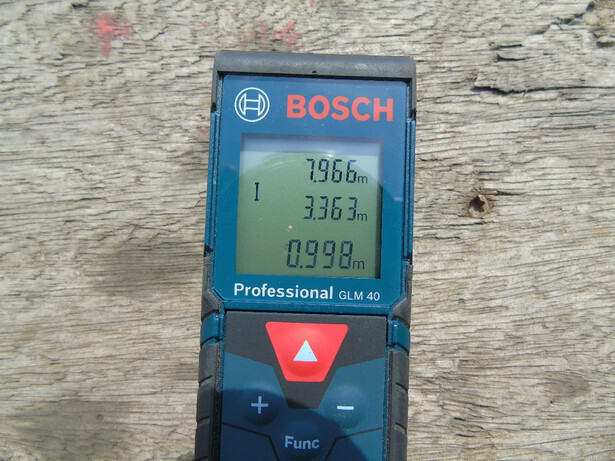 BOSCH
7.966m
3.363m
0.998m
Professional GLM 40
+ −
Func